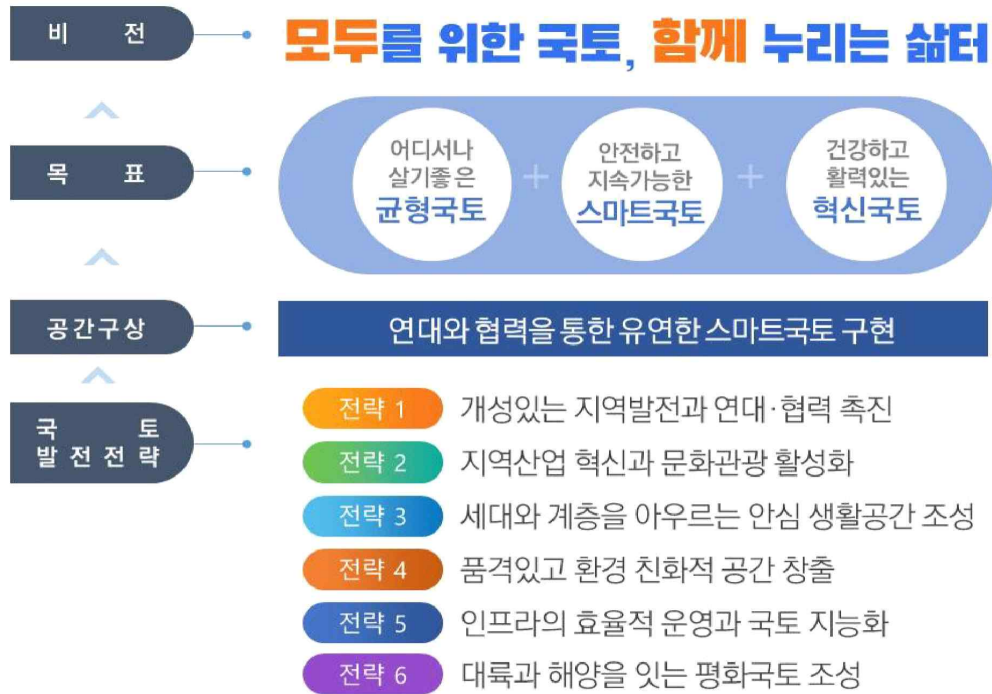 비 전
모두를 위한 국토, 함께 누리는 삶터
목 표
어디서나
살기좋은
균형국토
+
안전하고
지속가능한
스마트국토
+
건강하고
활력있는
혁신국토
공간구상
연대와 협력을 통한 유연한 스마트국토 구현
국 토
발전전략
전략 1 개성있는 지역발전과 연대·협력 촉진
전략 2 지역산업 혁신과 문화관광 활성화
전략 3 세대와 계층을 아우르는 안심 생활공간 조성
전략 4 품격있고 환경 친화적 공간 창출
전략 5 인프라의 효율적 운영과 국토 지능화
전략 6 대륙과 해양을 잇는 평화국토 조성